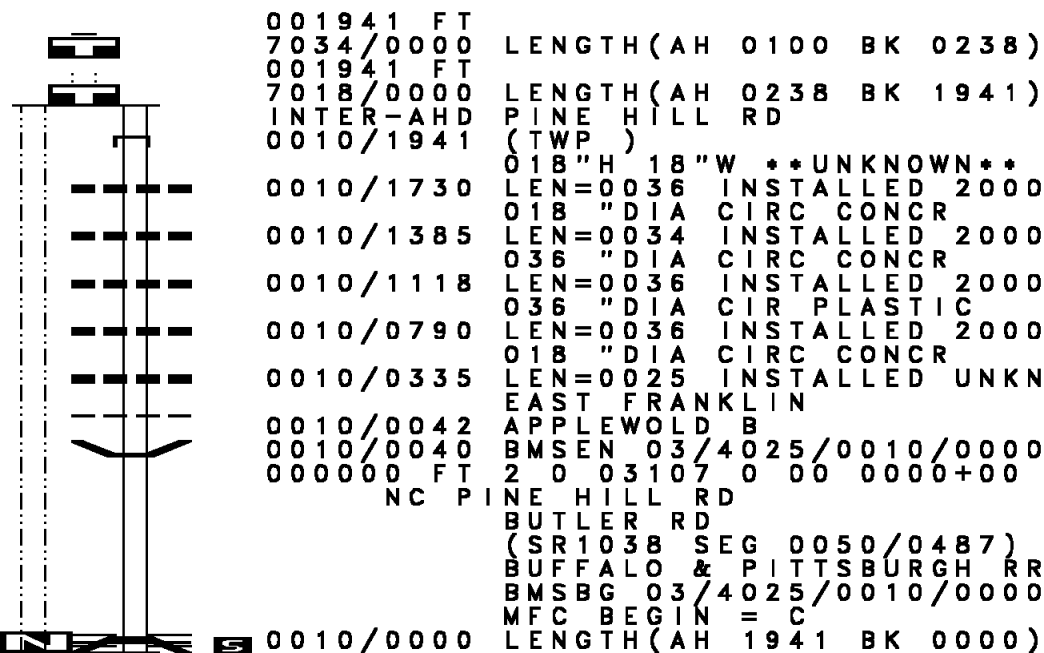 001941 FT
7034/0000 LENGTH(AH 0100 BK 0238)
001941 FT
7018/0000 LENGTH(AH 0238 BK 1941)
INTER-AHD PINE HILL RD
0010/1941 (TWP )
018"H 18"W **UNKNOWN**
0010/1730 LEN=0036 INSTALLED 2000
018 "DIA CIRC CONCR
0010/1385 LEN=0034 INSTALLED 2000
036 "DIA CIRC CONCR
0010/1118 LEN=0036 INSTALLED 2000
036 "DIA CIR PLASTIC
0010/0790 LEN=0036 INSTALLED 2000
018 "DIA CIRC CONCR
0010/0335 LEN=0025 INSTALLED UNKN
EAST FRANKLIN
0010/0042 APPLEWOLD B
0010/0040 BMSEN 03/4025/0010/0000
000000 FT 2 0 03107 0 00 0000+00
NC PINE HILL RD
BUTLER RD
(SR1038 SEG 0050/0487)
BUFFALO & PITTSBURGH RR
BMSBG 03/4025/0010/0000
MFC BEGIN = C
N S 0010/0000 LENGTH(AH 1941 BK 0000)